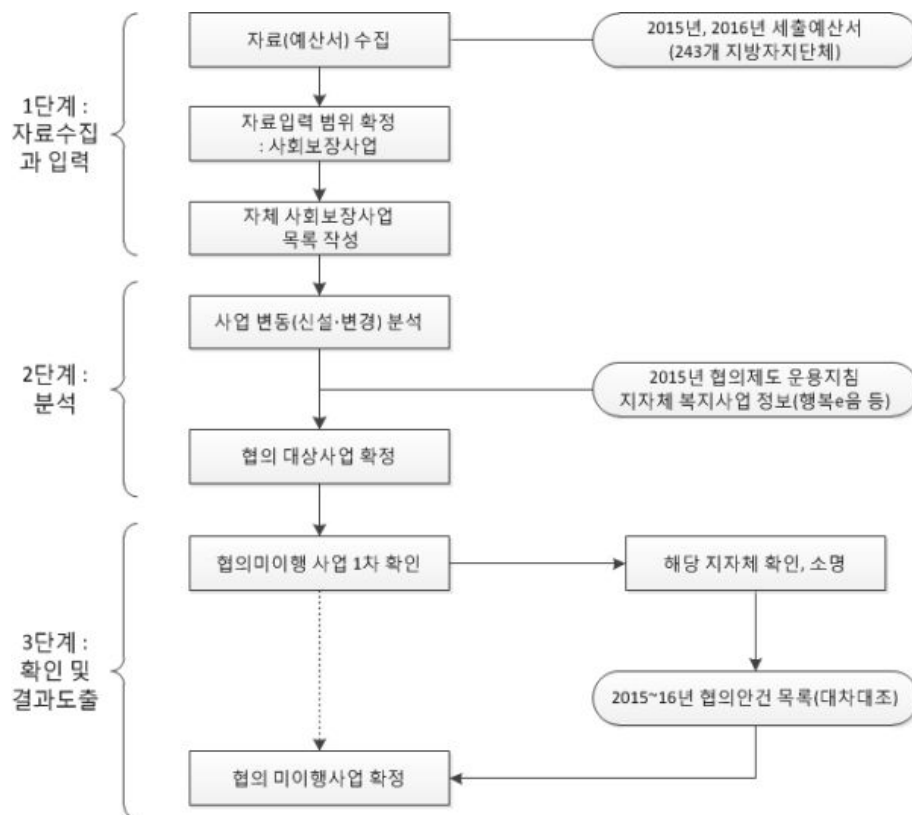 1단계 :
자료수집
과 입력
자료(예산서) 수집
2015년, 2016년 세출예산서
(243개 지방자치단체)
자료입력 범위 확정
: 사회보장사업
자체 사회보장사업
목록 작성
2단계 :
분석
사업 변동(신설·변경) 분석
2015년 협의제도 운용지침
지자체 복지사업 정보(행복e음 등)
협의 대상사업 확정
3단계 :
확인 및
결과도출
협의미이행 사업 1차 확인
해당 지자체 확인, 소명
2015~16년 협의안건 목록(대차대조)
협의 미이행사업 확정